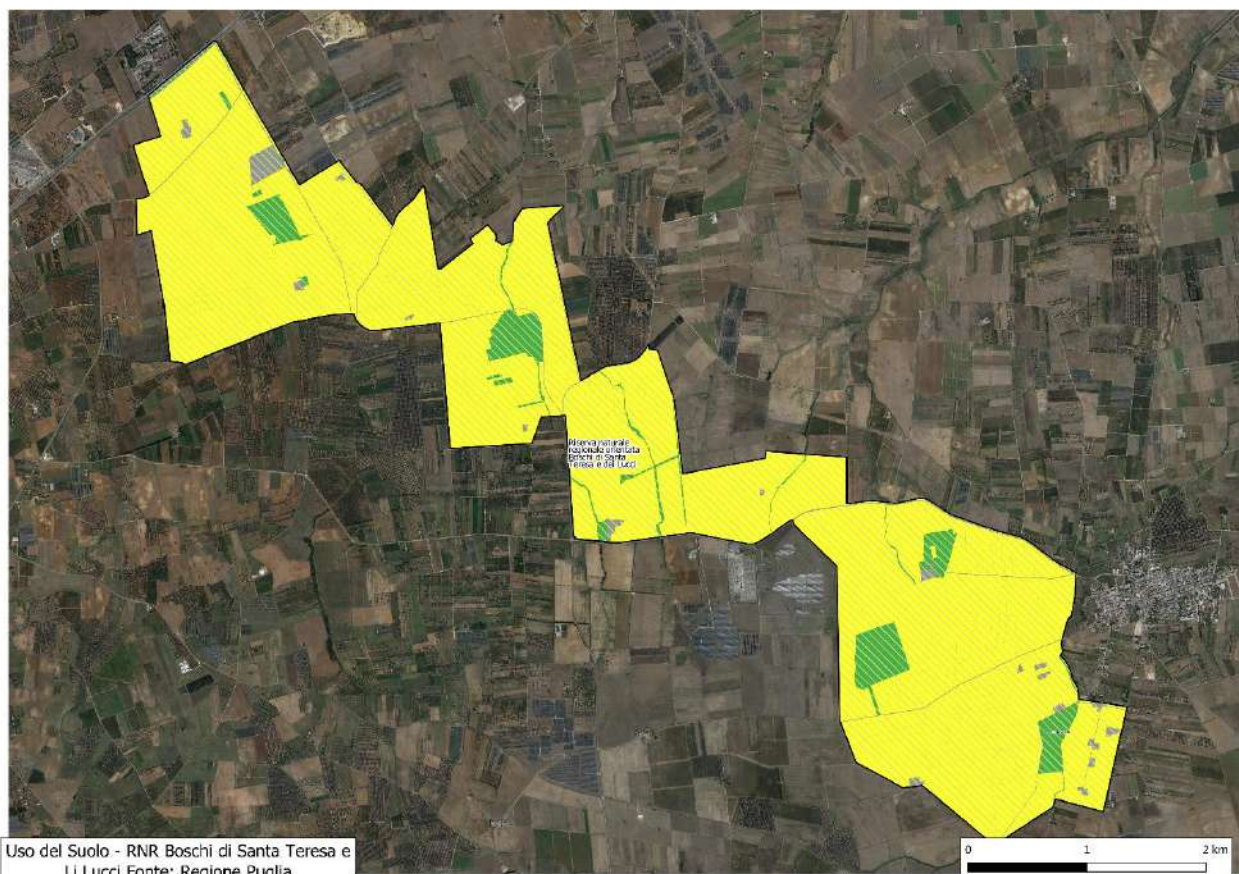 Riserva naturale
regionale orientata
Boschi di Santa
Teresa e dei Lucci
Uso del Suolo - RNR Boschi di Santa Teresa e
Li Lucci Fonte: Regione Puglia
0 1 2 km